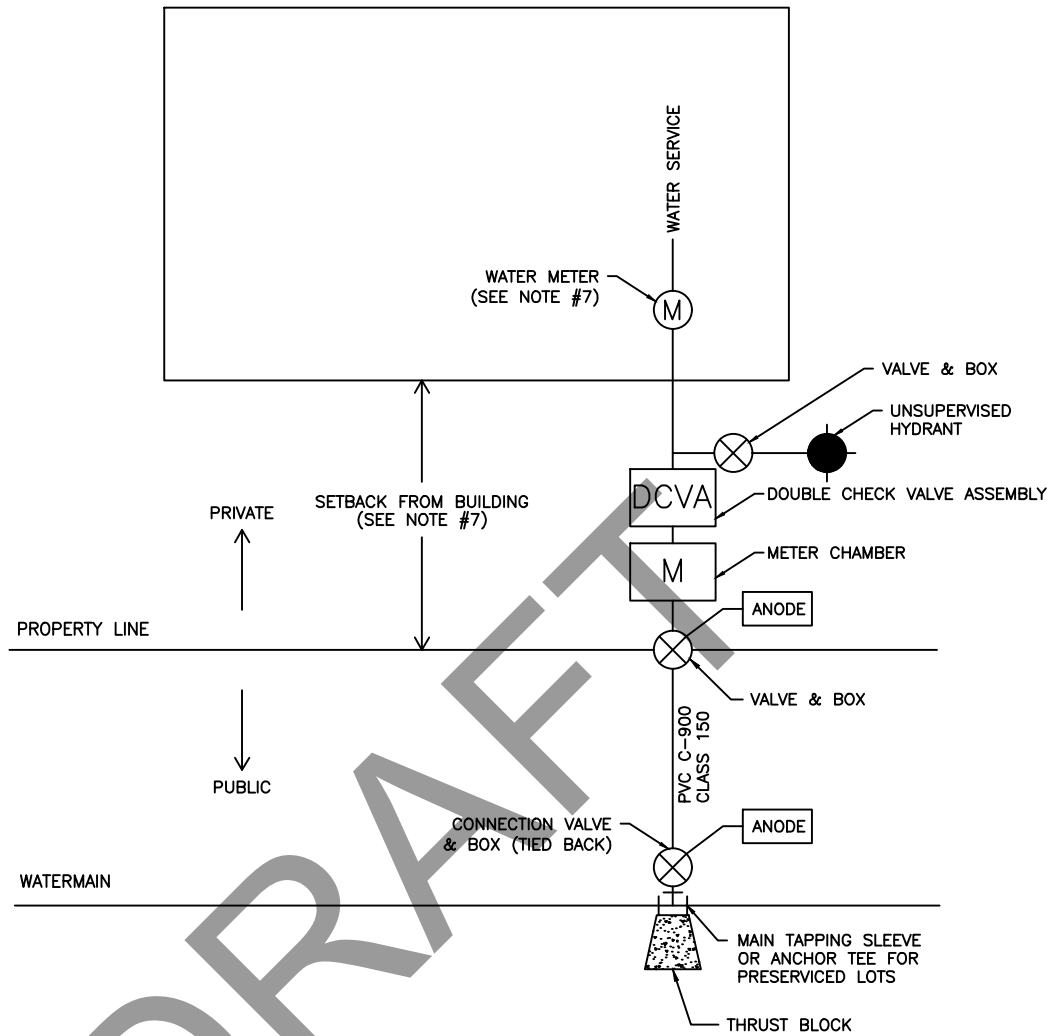 WATER SERVICE
WATER METER
(SEE NOTE #7)
M
VALVE & BOX
UNSUPERVISED
HYDRANT
DCVA
DOUBLE CHECK VALVE ASSEMBLY
SETBACK FROM BUILDING
(SEE NOTE #7)
PRIVATE
M
METER CHAMBER
ANODE
PROPERTY LINE
VALVE & BOX
PVC C-900
CLASS 150
PUBLIC
CONNECTION VALVE
& BOX (TIED BACK)
ANODE
WATERMAIN
MAIN TAPPING SLEEVE
OR ANCHOR TEE FOR
PRESERVICED LOTS
THRUST BLOCK
DRAFT